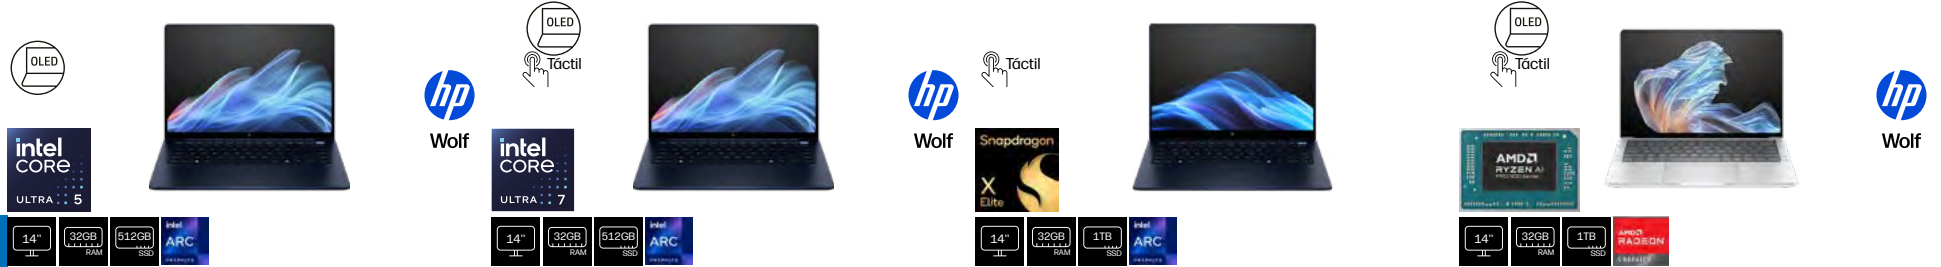 OLED
hp
Wolf
intel
CORE
ULTRA 5
14"
32GB
RAM
512GB
SSD
intel
ARC
OLED
Táctil
hp
Wolf
intel
CORE
ULTRA 7
14"
32GB
RAM
512GB
SSD
intel
ARC
Táctil
Snapdragon
X
Elite
14"
32GB
RAM
1TB
SSD
intel
ARC
OLED
Táctil
hp
Wolf
AMD
RYZEN AI
14"
32GB
RAM
1TB
SSD
AMD
RADEON